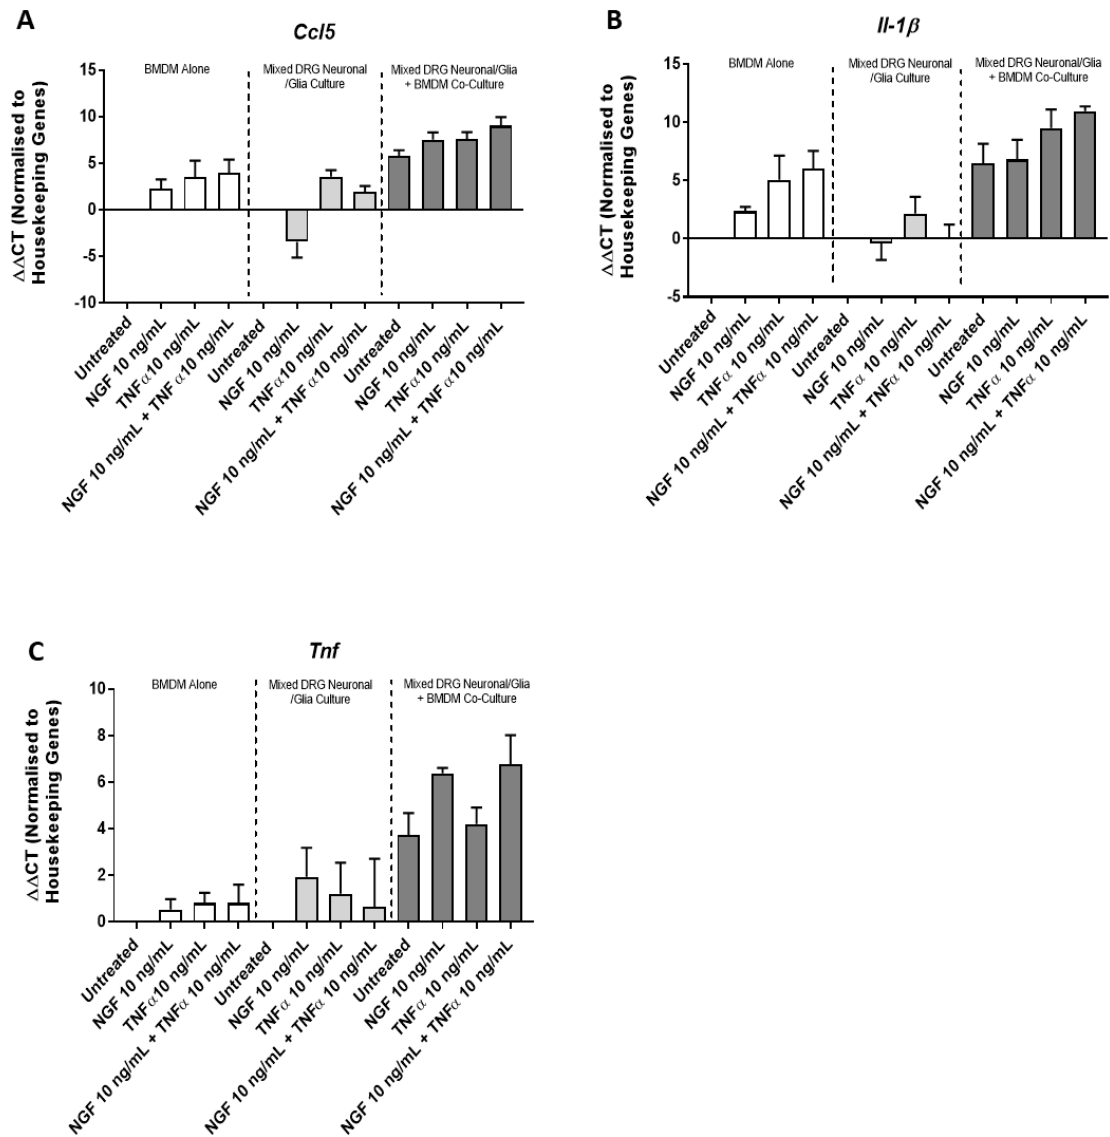 A
Ccl5
BMDM Alone
Mixed DRG Neuronal
/Glia Culture
Mixed DRG Neuronal/Glia
+ BMDM Co-Culture
ΔΔCT (Normalised to
Housekeeping Genes)
15
10
5
0
-5
-10
Untreated
NGF 10 ng/mL
TNFα10 ng/mL
NGF 10 ng/mL + TNF α10 ng/mL
Untreated
NGF 10 ng/mL
TNFα10 ng/mL
NGF 10 ng/mL + TNFα10 ng/mL
Untreated
NGF 10 ng/mL
TNFα10 ng/mL
NGF 10 ng/mL + TNFα10 ng/mL
B
Il-1β
BMDM Alone
Mixed DRG Neuronal
/Glia Culture
Mixed DRG Neuronal/Glia
+ BMDM Co-Culture
ΔΔCT (Normalised to
Housekeeping Genes)
15
10
5
0
-5
Untreated
NGF 10 ng/mL
TNFα 10 ng/mL
NGF 10 ng/mL + TNFα 10 ng/mL
Untreated
NGF 10 ng/mL
TNFα 10 ng/mL
NGF 10 ng/mL + TNFα 10 ng/mL
Untreated
NGF 10 ng/mL
TNFα 10 ng/mL
NGF 10 ng/mL + TNFα 10 ng/mL
C
Tnf
BMDM Alone
Mixed DRG Neuronal
/Glia Culture
Mixed DRG Neuronal/Glia
+ BMDM Co-Culture
ΔΔCT (Normalised to
Housekeeping Genes)
10
8
6
4
2
0
Untreated
NGF 10 ng/mL
TNFα10 ng/mL
NGF 10 ng/mL + TNFα 10 ng/mL
Untreated
NGF 10 ng/mL
TNFα 10 ng/mL
NGF 10 ng/mL + TNFα 10 ng/mL
Untreated
NGF 10 ng/mL
TNFα 10 ng/mL
NGF 10 ng/mL + TNFα 10 ng/mL